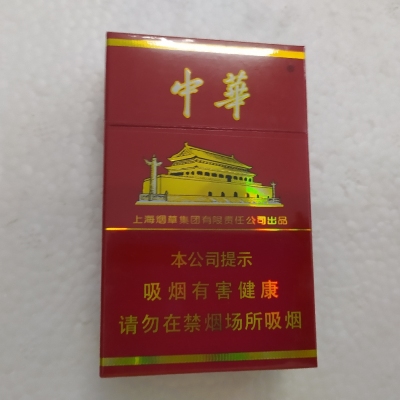 中華
上海烟草集团有限责任公司出品
本公司提示
吸烟有害健康
请勿在禁烟场所吸烟